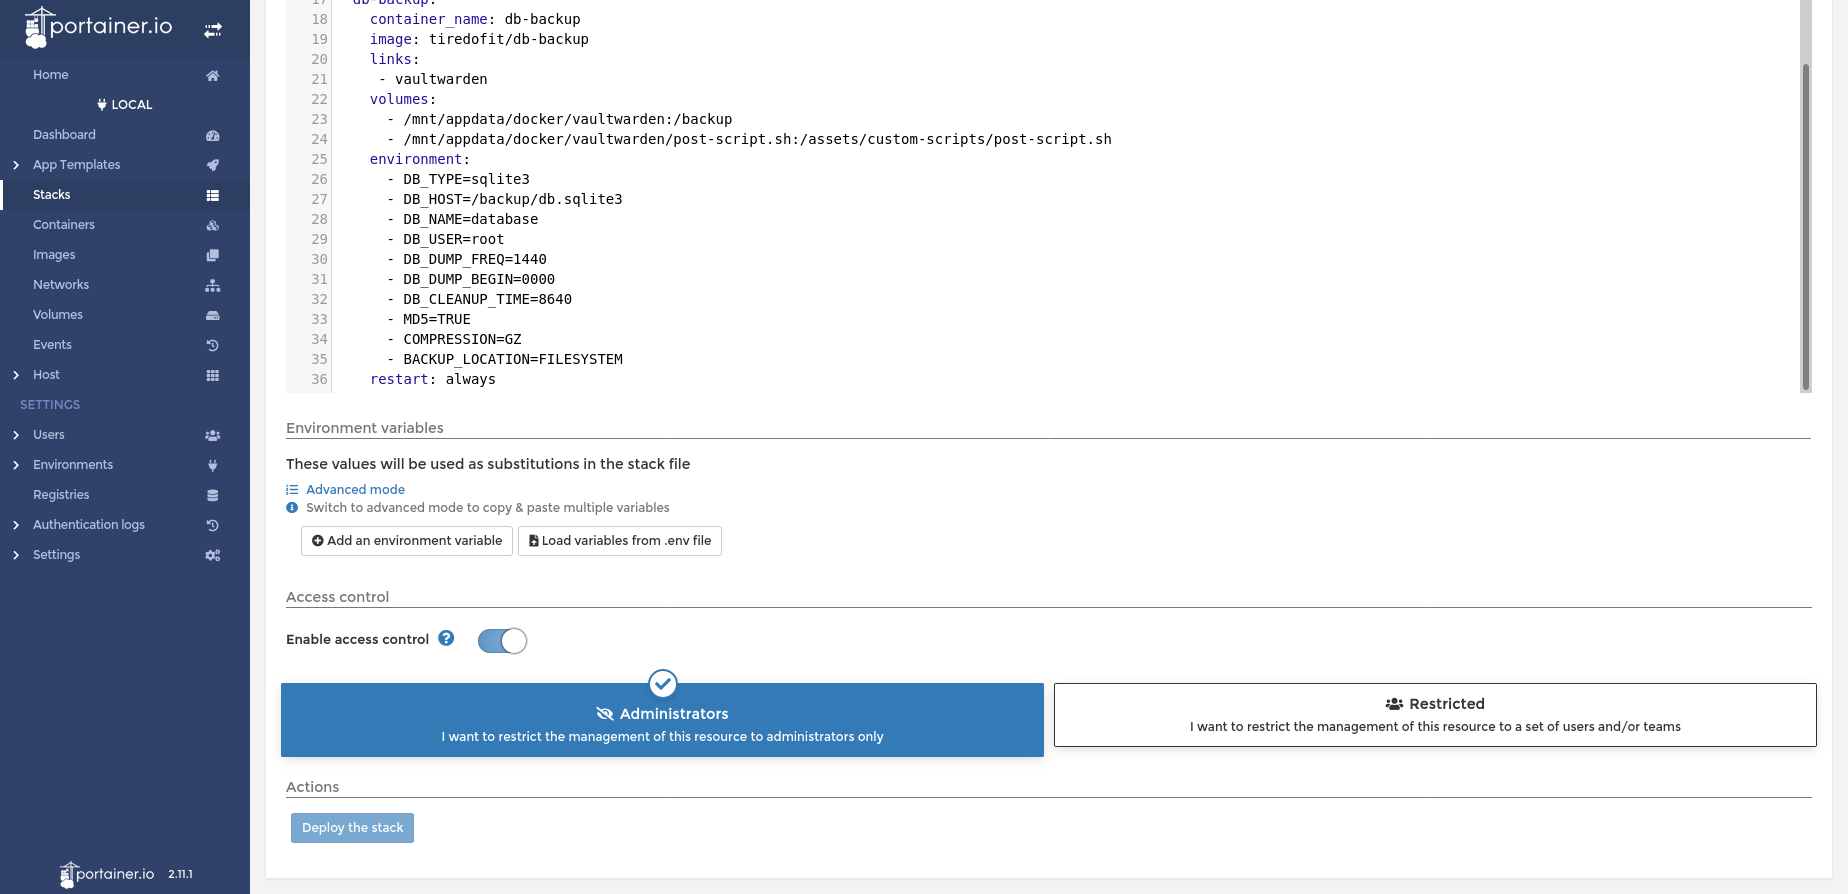 portainer.io
Home
LOCAL
Dashboard
App Templates
Stacks
Containers
Images
Networks
Volumes
Events
Host
SETTINGS
Users
Environments
Registries
Authentication logs
Settings
portainer.io 2.11.1
17 db-backup:
18 container_name: db-backup
19 image: tiredofit/db-backup
20 links:
21 - vaultwarden
22 volumes:
23 - /mnt/appdata/docker/vaultwarden:/backup
24 - /mnt/appdata/docker/vaultwarden/post-script.sh:/assets/custom-scripts/post-script.sh
25 environment:
26 - DB_TYPE=sqlite3
27 - DB_HOST=/backup/db.sqlite3
28 - DB_NAME=database
29 - DB_USER=root
30 - DB_DUMP_FREQ=1440
31 - DB_DUMP_BEGIN=0000
32 - DB_CLEANUP_TIME=8640
33 - MD5=TRUE
34 - COMPRESSION=GZ
35 - BACKUP_LOCATION=FILESYSTEM
36 restart: always
Environment variables
These values will be used as substitutions in the stack file
Advanced mode
Switch to advanced mode to copy & paste multiple variables
Add an environment variable
Load variables from .env file
Access control
Enable access control
Administrators
I want to restrict the management of this resource to administrators only
Restricted
I want to restrict the management of this resource to a set of users and/or teams
Actions
Deploy the stack